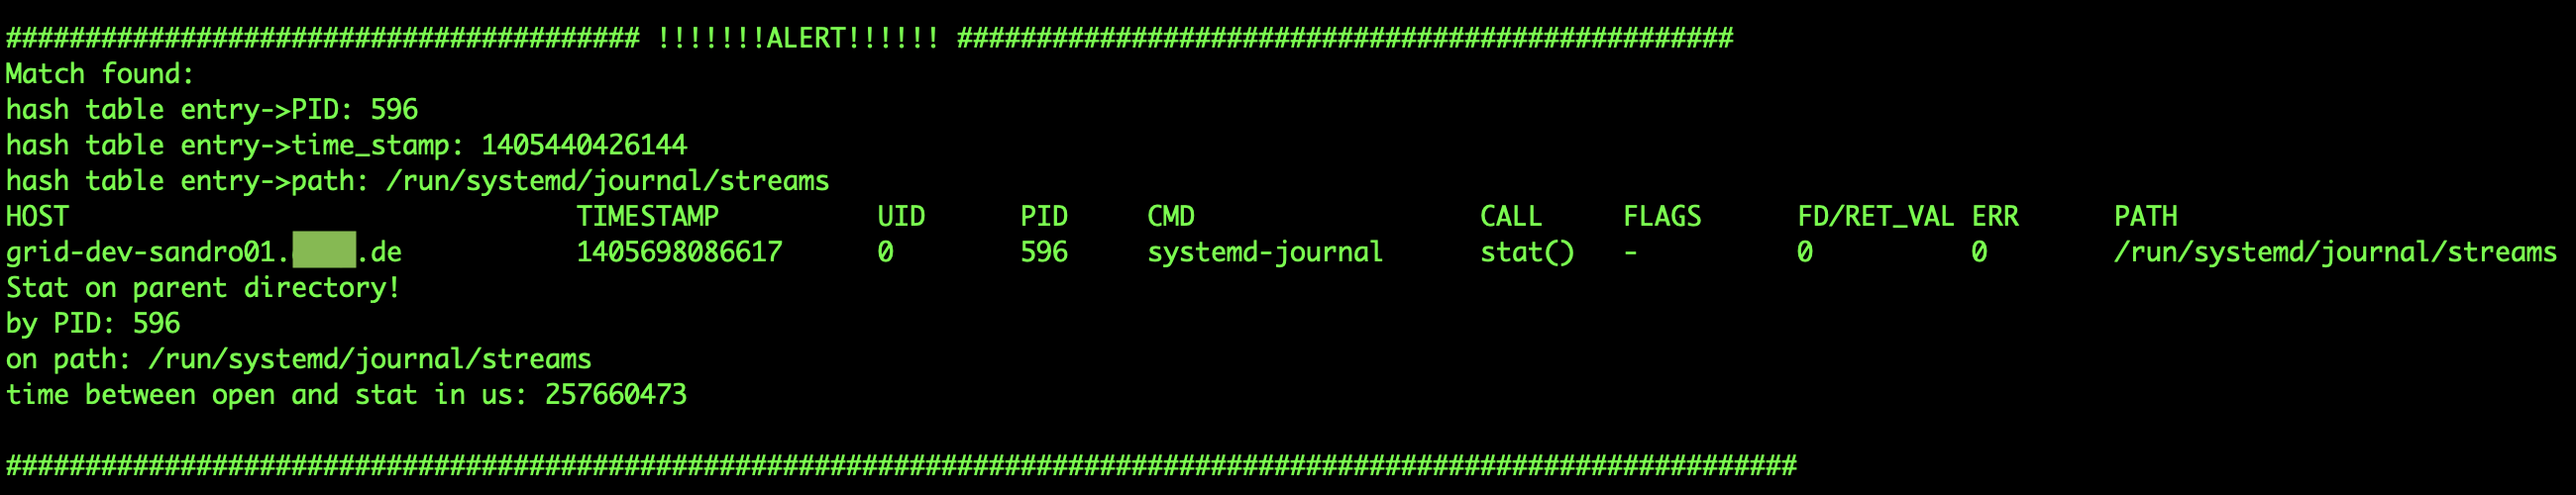 ######################################## !!!!!!!ALERT!!!!!! #################################################
Match found:
hash table entry->PID: 596
hash table entry->time_stamp: 1405440426144
hash table entry->path: /run/systemd/journal/streams
HOST TIMESTAMP UID PID CMD CALL FLAGS FD/RET_VAL ERR PATH
grid-dev-sandro01. .de 1405698086617 0 596 systemd-journal stat() - 0 0 /run/systemd/journal/streams
Stat on parent directory!
by PID: 596
on path: /run/systemd/journal/streams
time between open and stat in us: 257660473
#################################################################################################################